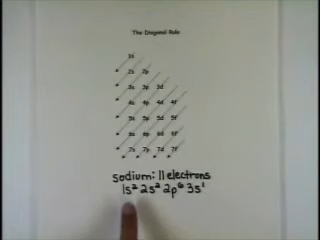 The Diagonal Rule
1s
2s 2p
3s 3p 3d
4s 4p 4d 4f
5s 5p 5d 5f
6s 6p 6d 6f
7s 7p 7d 7f
sodium: 11 electrons
1s² 2s² 2p⁶ 3s¹